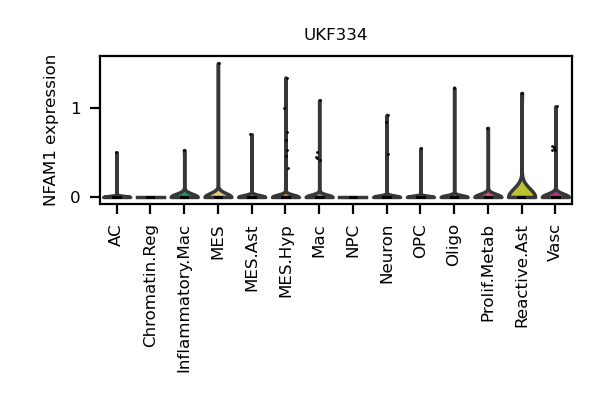 UKF334
NFAM1 expression
1
0
AC
Chromatin.Reg
Inflammatory.Mac
MES
MES.Ast
MES.Hyp
Mac
NPC
Neuron
OPC
Oligo
Prolif.Metab
Reactive.Ast
Vasc